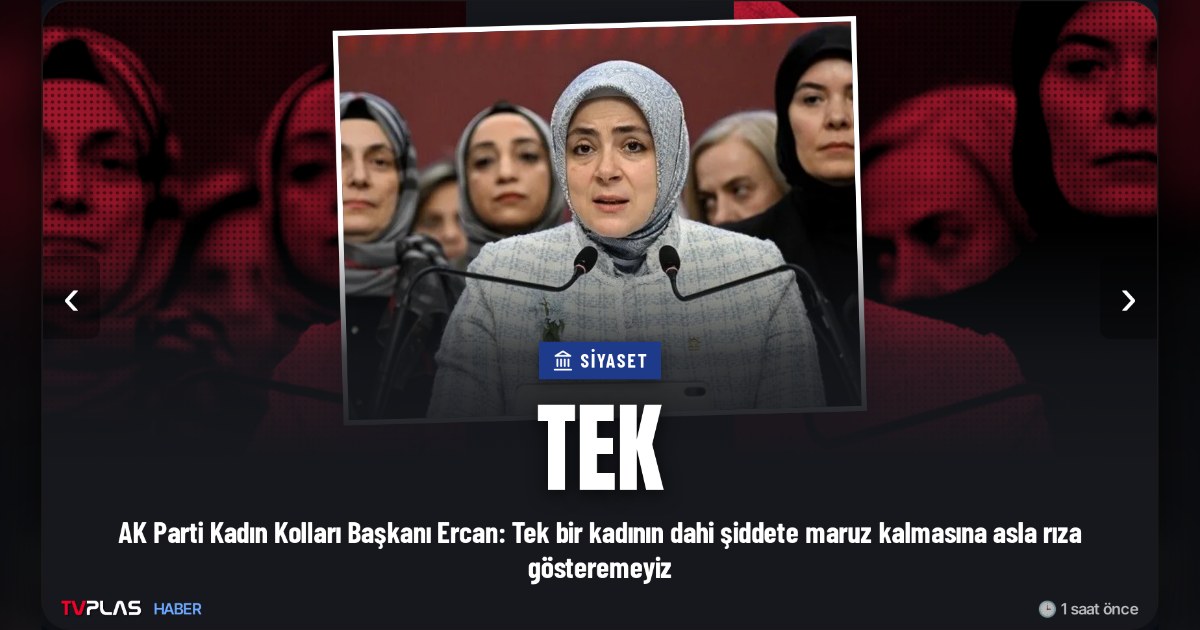 SİYASET
TEK
AK Parti Kadın Kolları Başkanı Ercan: Tek bir kadının dahi şiddete maruz kalmasına asla rıza
gösteremeyiz
TVPLAS HABER
1 saat önce